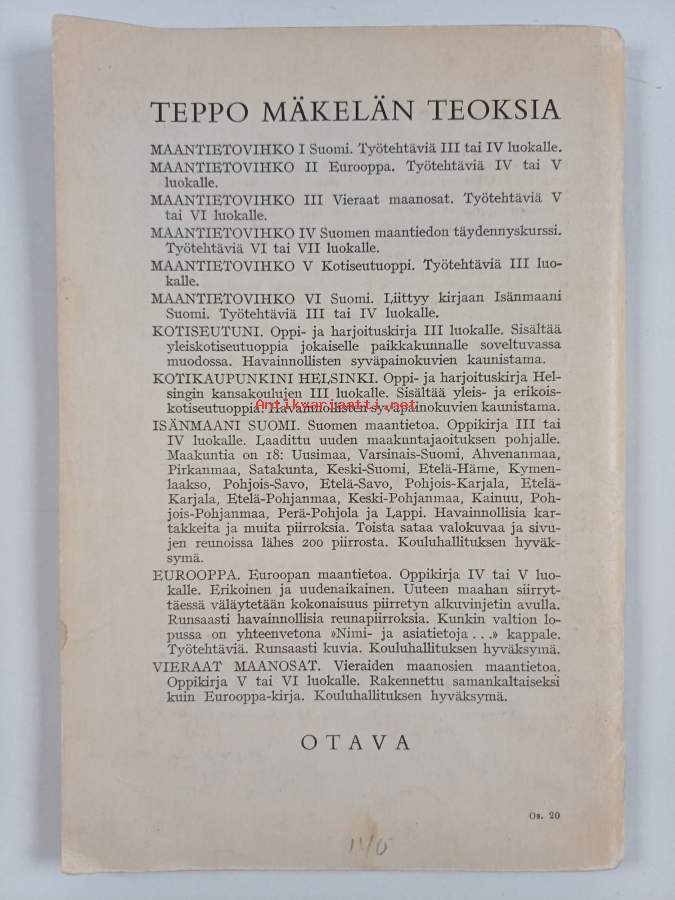 TEPPO MÄKELÄN TEOKSIA
MAANTIETOVIHKO I Suomi. Työtehtäviä III tai IV luokalle.
MAANTIETOVIHKO II Eurooppa. Työtehtäviä IV tai V
luokalle.
MAANTIETOVIHKO III Vieraat maanosat. Työtehtäviä V
tai VI luokalle.
MAANTIETOVIHKO IV Suomen maantiedon täydennyskurssi.
Työtehtäviä VI tai VII luokalle.
MAANTIETOVIHKO V Kotiseutuoppi. Työtehtäviä III luo-
kalle.
MAANTIETOVIHKO VI Suomi. Liittyy kirjaan Isänmaani
Suomi. Työtehtäviä III tai IV luokalle.
KOTISEUTUNI. Oppi- ja harjoituskirja III luokalle. Sisältää
yleiskotiseutuoppia jokaiselle paikkakunnalle soveltuvassa
muodossa. Havainnollisten syväpainokuvien kaunistama.
KOTIKAUPUNKINI HELSINKI. Oppi- ja harjoituskirja Hel-
singin kansakoulujen III luokalle. Sisältää yleis- ja erikois-
kotiseutuoppia. Havainnollisten syväpainokuvien kaunistama.
Antikvariaatti.net
ISÄNMAANI SUOMI. Suomen maantietoa. Oppikirja III tai
IV luokalle. Laadittu uuden maakuntajaoituksen pohjalle.
Maakuntia on 18: Uusimaa, Varsinais-Suomi, Ahvenanmaa,
Pirkanmaa, Satakunta, Keski-Suomi, Etelä-Häme, Kymen-
laakso, Pohjois-Savo, Etelä-Savo, Pohjois-Karjala, Etelä-
Karjala, Etelä-Pohjanmaa, Keski-Pohjanmaa, Kainuu, Poh-
jois-Pohjanmaa, Perä-Pohjola ja Lappi. Havainnollisia kar-
takkeita ja muita piirroksia. Toista sataa valokuvaa ja sivu-
jen reunoissa lähes 200 piirrosta. Kouluhallituksen hyväk-
symä.
EUROOPPA. Euroopan maantietoa. Oppikirja IV tai V luo-
kalle. Erikoinen ja uudenaikainen. Uuteen maahan siirryt-
täessä väläytetään kokonaisuus piirretyn alkuvinjetin avulla.
Runsaasti havainnollisia reunapiirroksia. Kunkin valtion lo-
pussa on yhteenvetona »Nimi- ja asiatietoja . . .» kappale.
Työtehtäviä. Runsaasti kuvia. Kouluhallituksen hyväksymä.
VIERAAT MAANOSAT. Vieraiden maanosien maantietoa.
Oppikirja V tai VI luokalle. Rakennettu samankaltaiseksi
kuin Eurooppa-kirja. Kouluhallituksen hyväksymä.
OTAVA
Os. 20